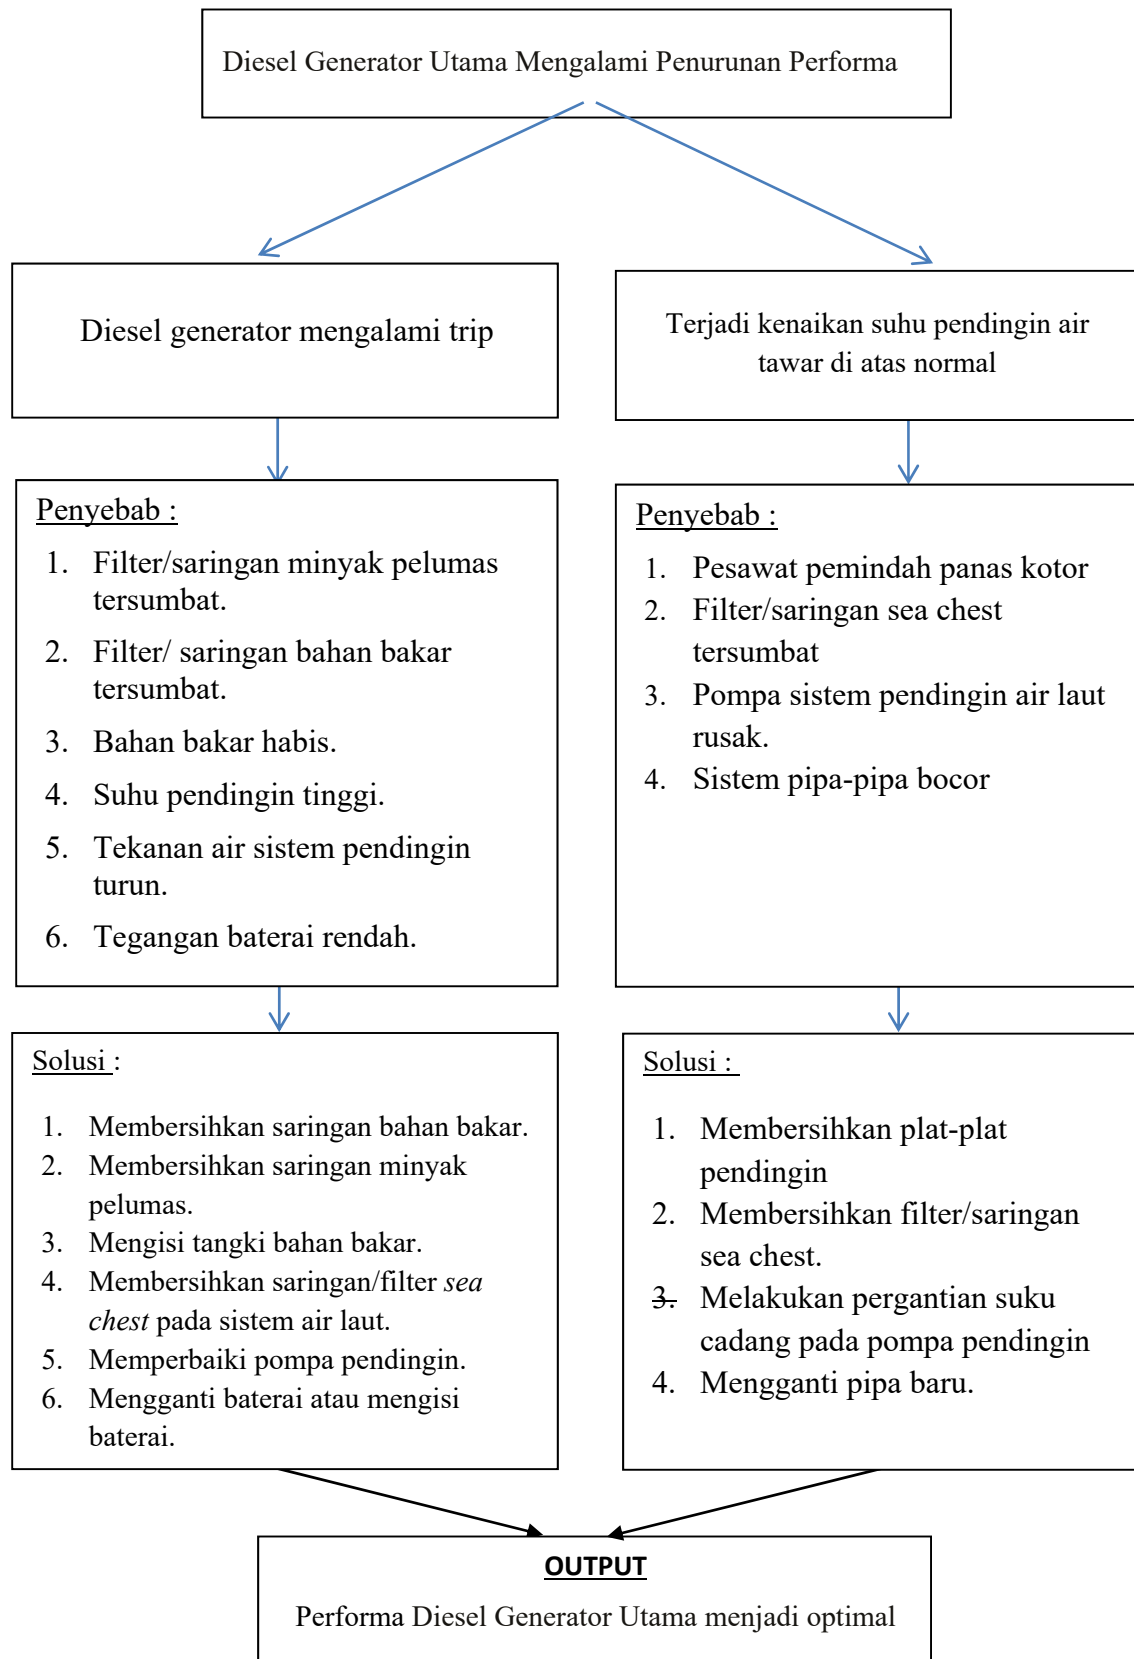 Diesel Generator Utama Mengalami Penurunan Performa
Diesel generator mengalami trip
Terjadi kenaikan suhu pendingin air
tawar di atas normal
Penyebab :
1. Filter/saringan minyak pelumas
tersumbat.
2. Filter/ saringan bahan bakar
tersumbat.
3. Bahan bakar habis.
4. Suhu pendingin tinggi.
5. Tekanan air sistem pendingin
turun.
6. Tegangan baterai rendah.
Penyebab :
1. Pesawat pemindah panas kotor
2. Filter/saringan sea chest
tersumbat
3. Pompa sistem pendingin air laut
rusak.
4. Sistem pipa-pipa bocor
Solusi :
1. Membersihkan saringan bahan bakar.
2. Membersihkan saringan minyak
pelumas.
3. Mengisi tangki bahan bakar.
4. Membersihkan saringan/filter sea
chest pada sistem air laut.
5. Memperbaiki pompa pendingin.
6. Mengganti baterai atau mengisi
baterai.
Solusi :
1. Membersihkan plat-plat
pendingin
2. Membersihkan filter/saringan
sea chest.
3. Melakukan pergantian suku
cadang pada pompa pendingin
4. Mengganti pipa baru.
OUTPUT
Performa Diesel Generator Utama menjadi optimal